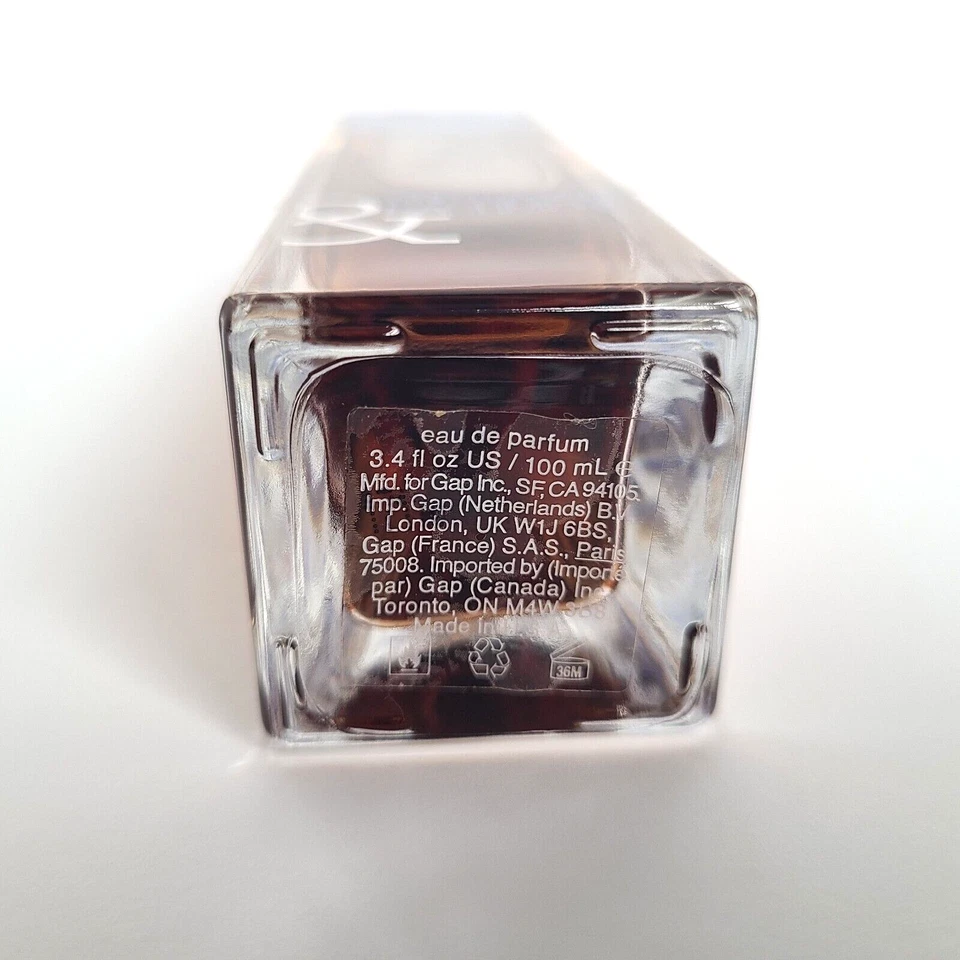 &
eau de parfum
3.4 fl oz US / 100 mL e
Mfd. for Gap Inc., SF, CA 94105.
Imp. Gap (Netherlands) B.V
London, UK W1J 6BS,
Gap (France) S.A.S., Paris
75008. Imported by (Importé
par) Gap (Canada) Inc
Toronto, ON M4W
Made in
36M